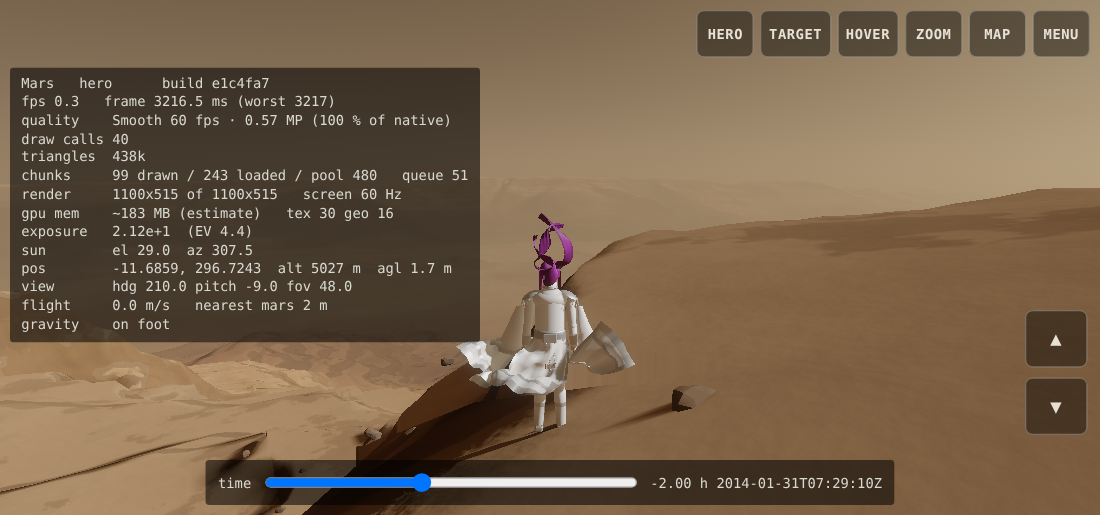 HERO TARGET HOVER ZOOM MAP MENU
Mars hero build e1c4fa7
fps 0.3 frame 3216.5 ms (worst 3217)
quality Smooth 60 fps · 0.57 MP (100 % of native)
draw calls 40
triangles 438k
chunks 99 drawn / 243 loaded / pool 480 queue 51
render 1100x515 of 1100x515 screen 60 Hz
gpu mem ~183 MB (estimate) tex 30 geo 16
exposure 2.12e+1 (EV 4.4)
sun el 29.0 az 307.5
pos -11.6859, 296.7243 alt 5027 m agl 1.7 m
view hdg 210.0 pitch -9.0 fov 48.0
flight 0.0 m/s nearest mars 2 m
gravity on foot
▲
▼
time -2.00 h 2014-01-31T07:29:10Z